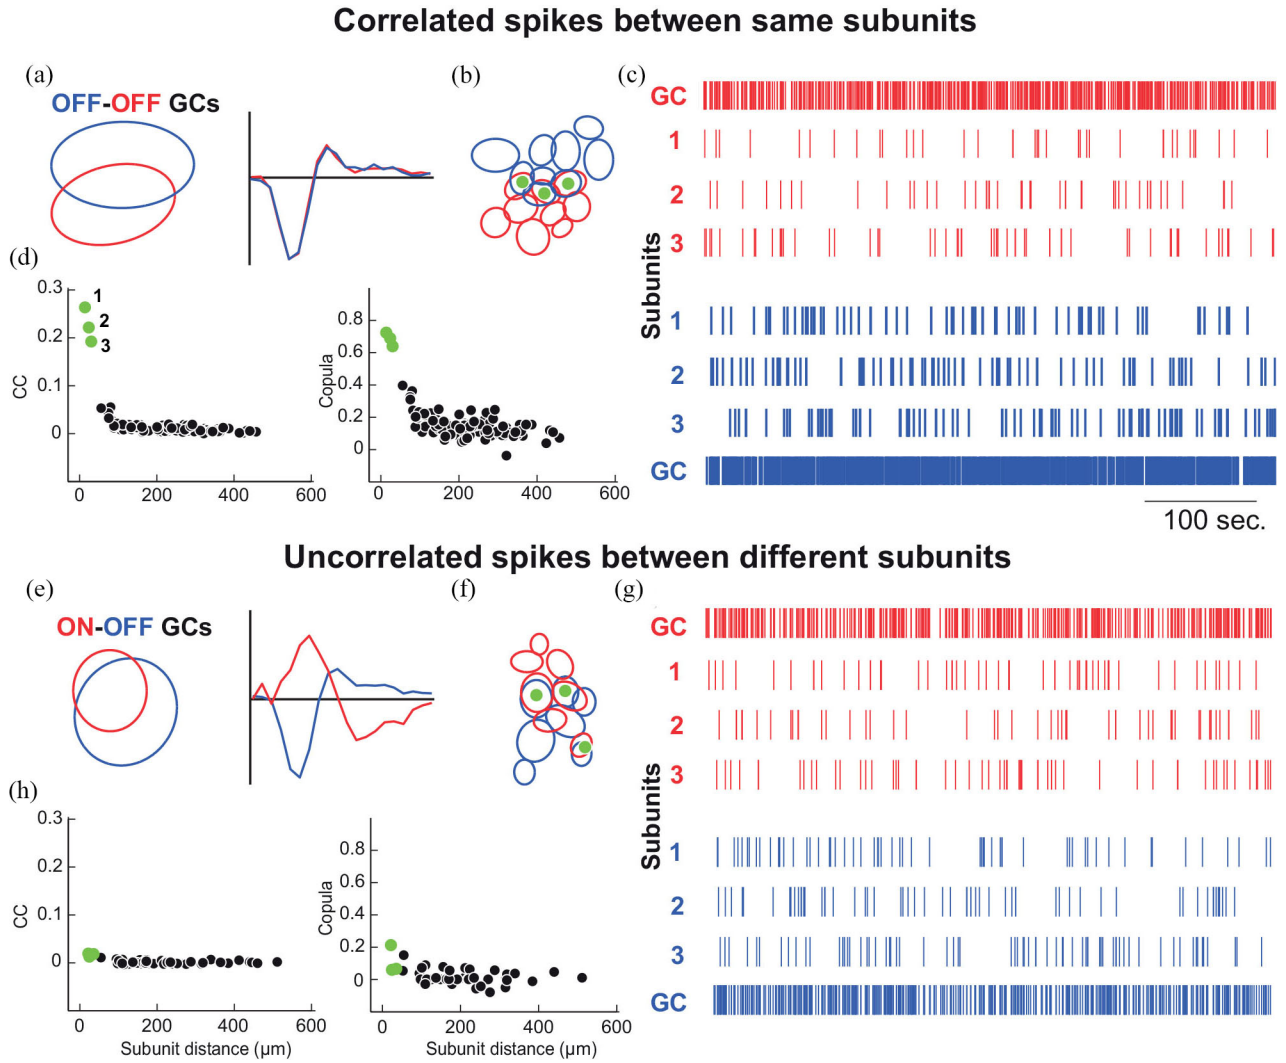 Correlated spikes between same subunits
(a)
OFF-OFF GCs
(b)
(c)
GC
1
2
3
Subunits
1
2
3
GC
100 sec.
(d)
0.3
0.2
0.1
0
CC
1
2
3
0
200
400
600
0.8
0.6
0.4
0.2
0
Copula
0
200
400
600
Uncorrelated spikes between different subunits
(e)
ON-OFF GCs
(f)
(g)
GC
1
2
3
Subunits
1
2
3
GC
(h)
0.3
0.2
0.1
0
CC
0
200
400
600
Subunit distance (μm)
0.8
0.6
0.4
0.2
0
Copula
0
200
400
600
Subunit distance (μm)